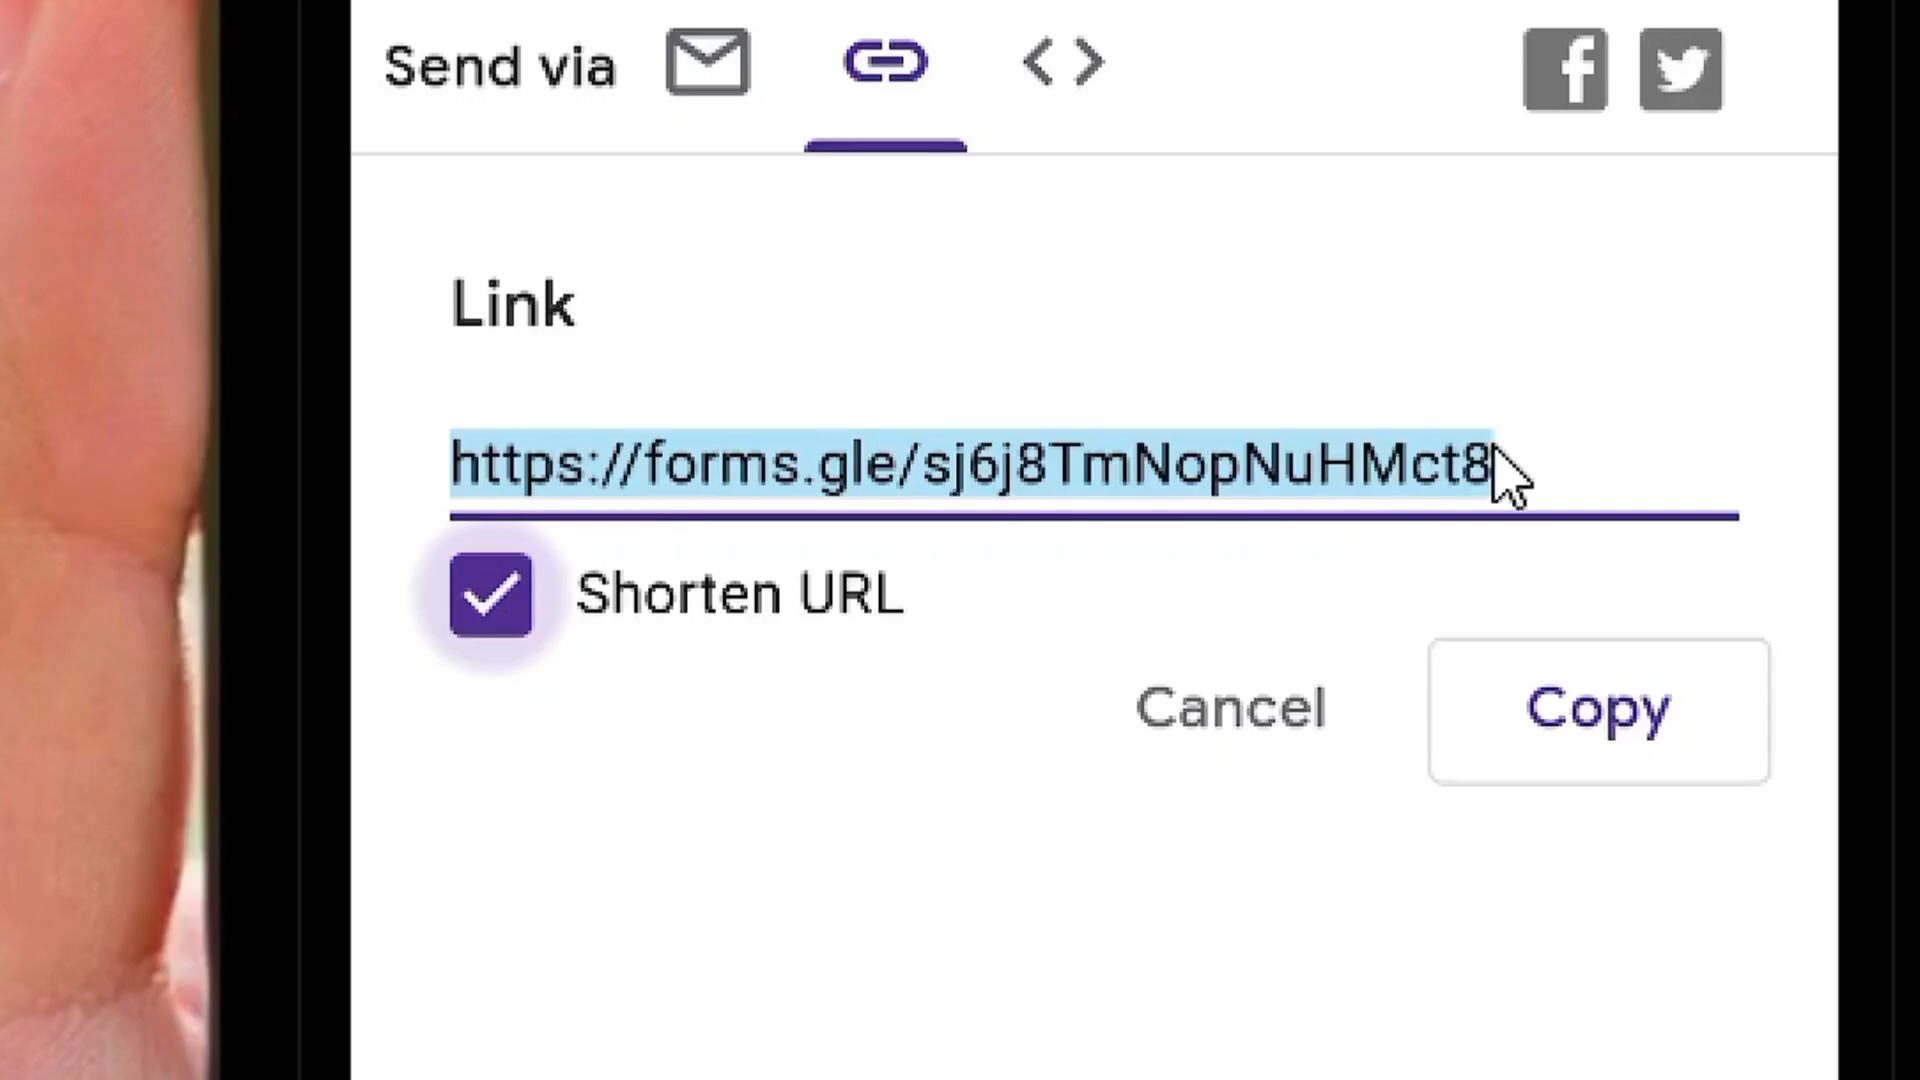 Send via
Link
https://forms.gle/sj6j8TmNopNuHMct8
Shorten URL
Cancel
Copy